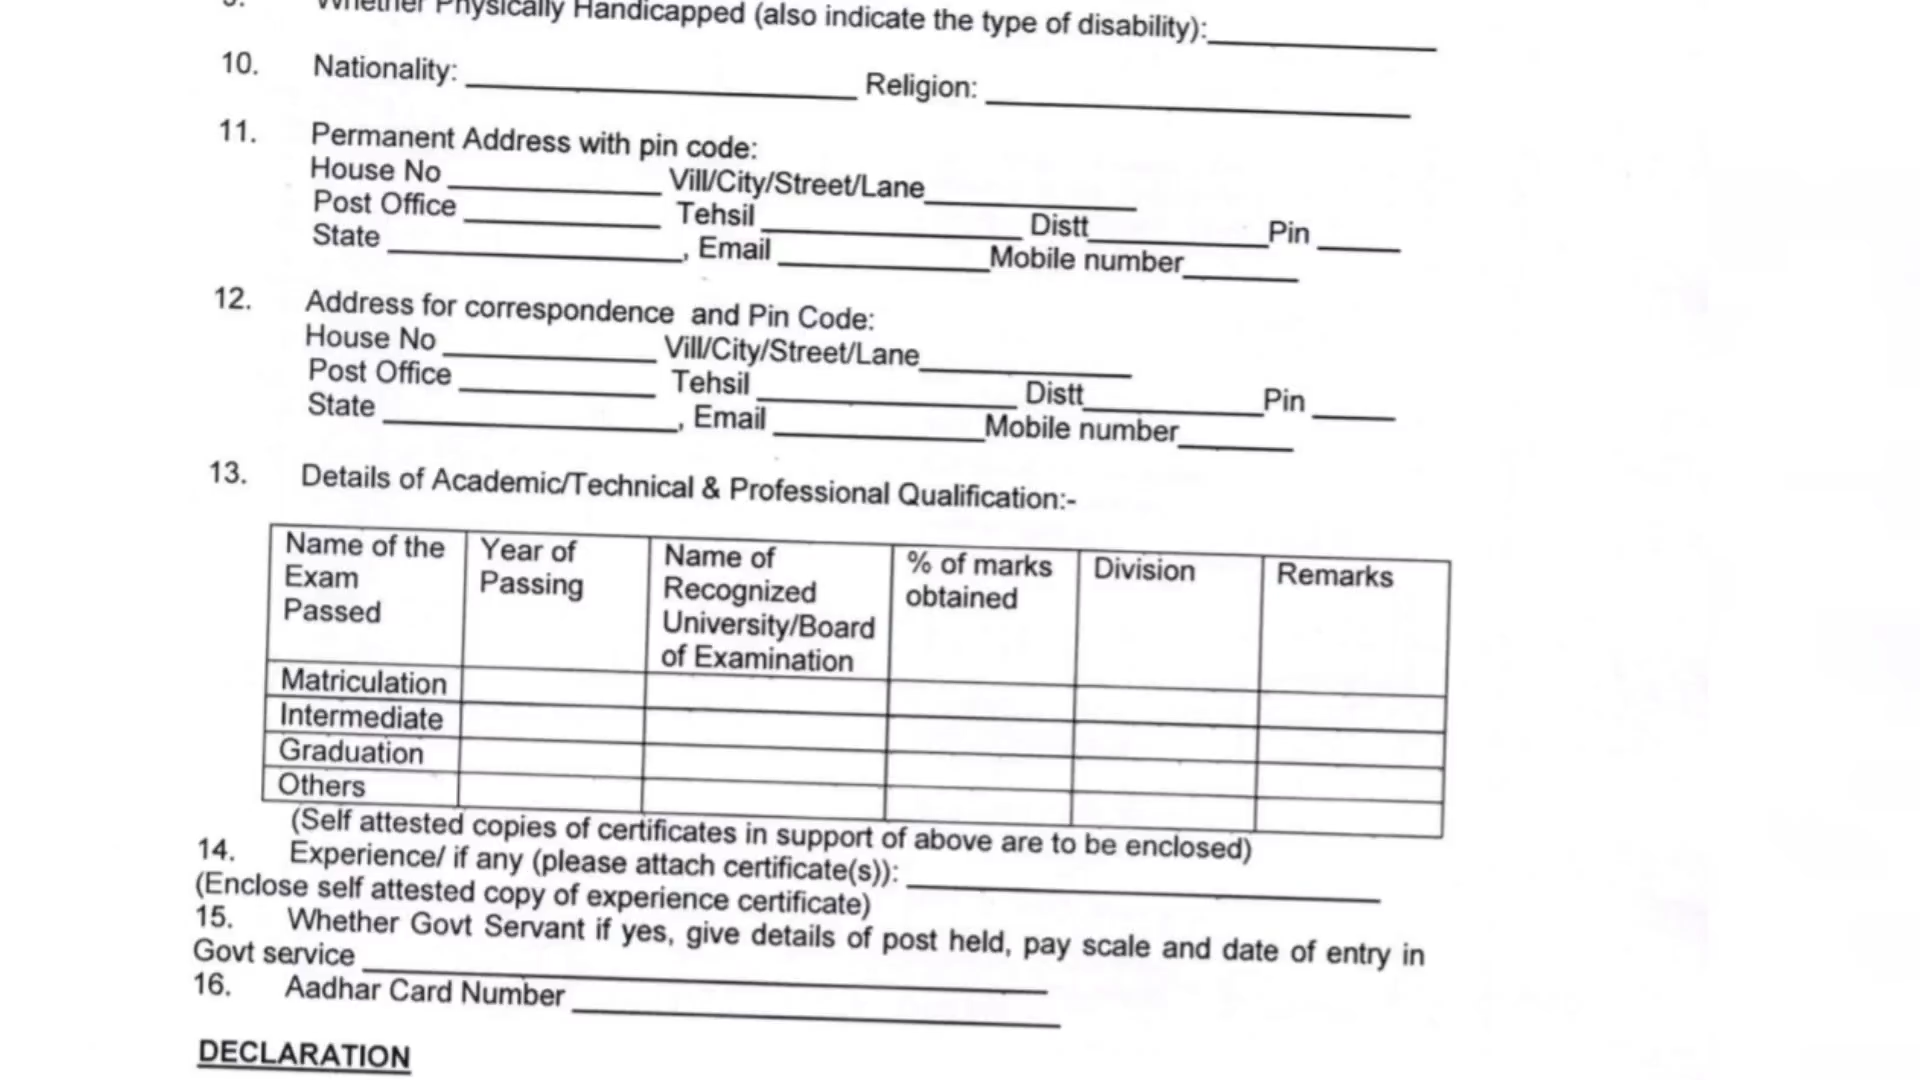 9. Whether Physically Handicapped (also indicate the type of disability):
10. Nationality: Religion:
11. Permanent Address with pin code:
House No Vill/City/Street/Lane
Post Office Tehsil Distt Pin
State , Email Mobile number
12. Address for correspondence and Pin Code:
House No Vill/City/Street/Lane
Post Office Tehsil Distt Pin
State , Email Mobile number
13. Details of Academic/Technical & Professional Qualification:-
Name of the Exam Passed
Year of Passing
Name of Recognized University/Board of Examination
% of marks obtained
Division
Remarks
Matriculation
Intermediate
Graduation
Others
(Self attested copies of certificates in support of above are to be enclosed)
14. Experience/ if any (please attach certificate(s)):
(Enclose self attested copy of experience certificate)
15. Whether Govt Servant if yes, give details of post held, pay scale and date of entry in
Govt service
16. Aadhar Card Number
DECLARATION